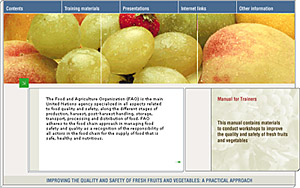 Contents
Training materials
Presentations
Internet links
Other information
The Food and Agriculture Organization (FAO) is the main
United Nations agency specialized in all aspects related
to food quality and safety, along the different stages of
production, harvest, post-harvest handling, storage,
transport, processing and distribution of food. FAO
adheres to the food chain approach in managing food
safety and quality as a recognition of the responsibility
of all actors in the food chain for the supply of food that is
safe, healthy and nutritious.
Manual for Trainers
This manual contains materials
to conduct workshops to improve
the quality and safety of fresh fruits
and vegetables
IMPROVING THE QUALITY AND SAFETY OF FRESH FRUITS AND VEGETABLES: A PRACTICAL APPROACH